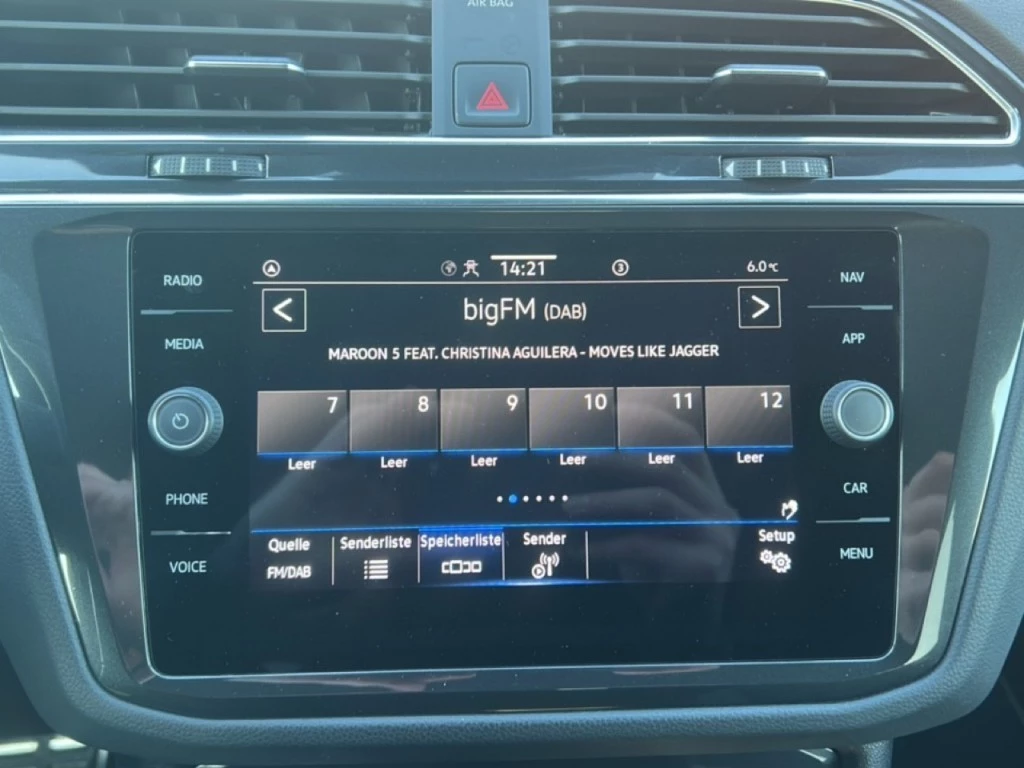 AIR BAG
RADIO
MEDIA
PHONE
VOICE
14:21
3
6.0°C
<
bigFM (DAB)
>
MAROON 5 FEAT. CHRISTINA AGUILERA - MOVES LIKE JAGGER
7 8 9 10 11 12
Leer Leer Leer Leer Leer Leer
Quelle Senderliste Speicherliste Sender Setup
FM/DAB
NAV
APP
CAR
MENU